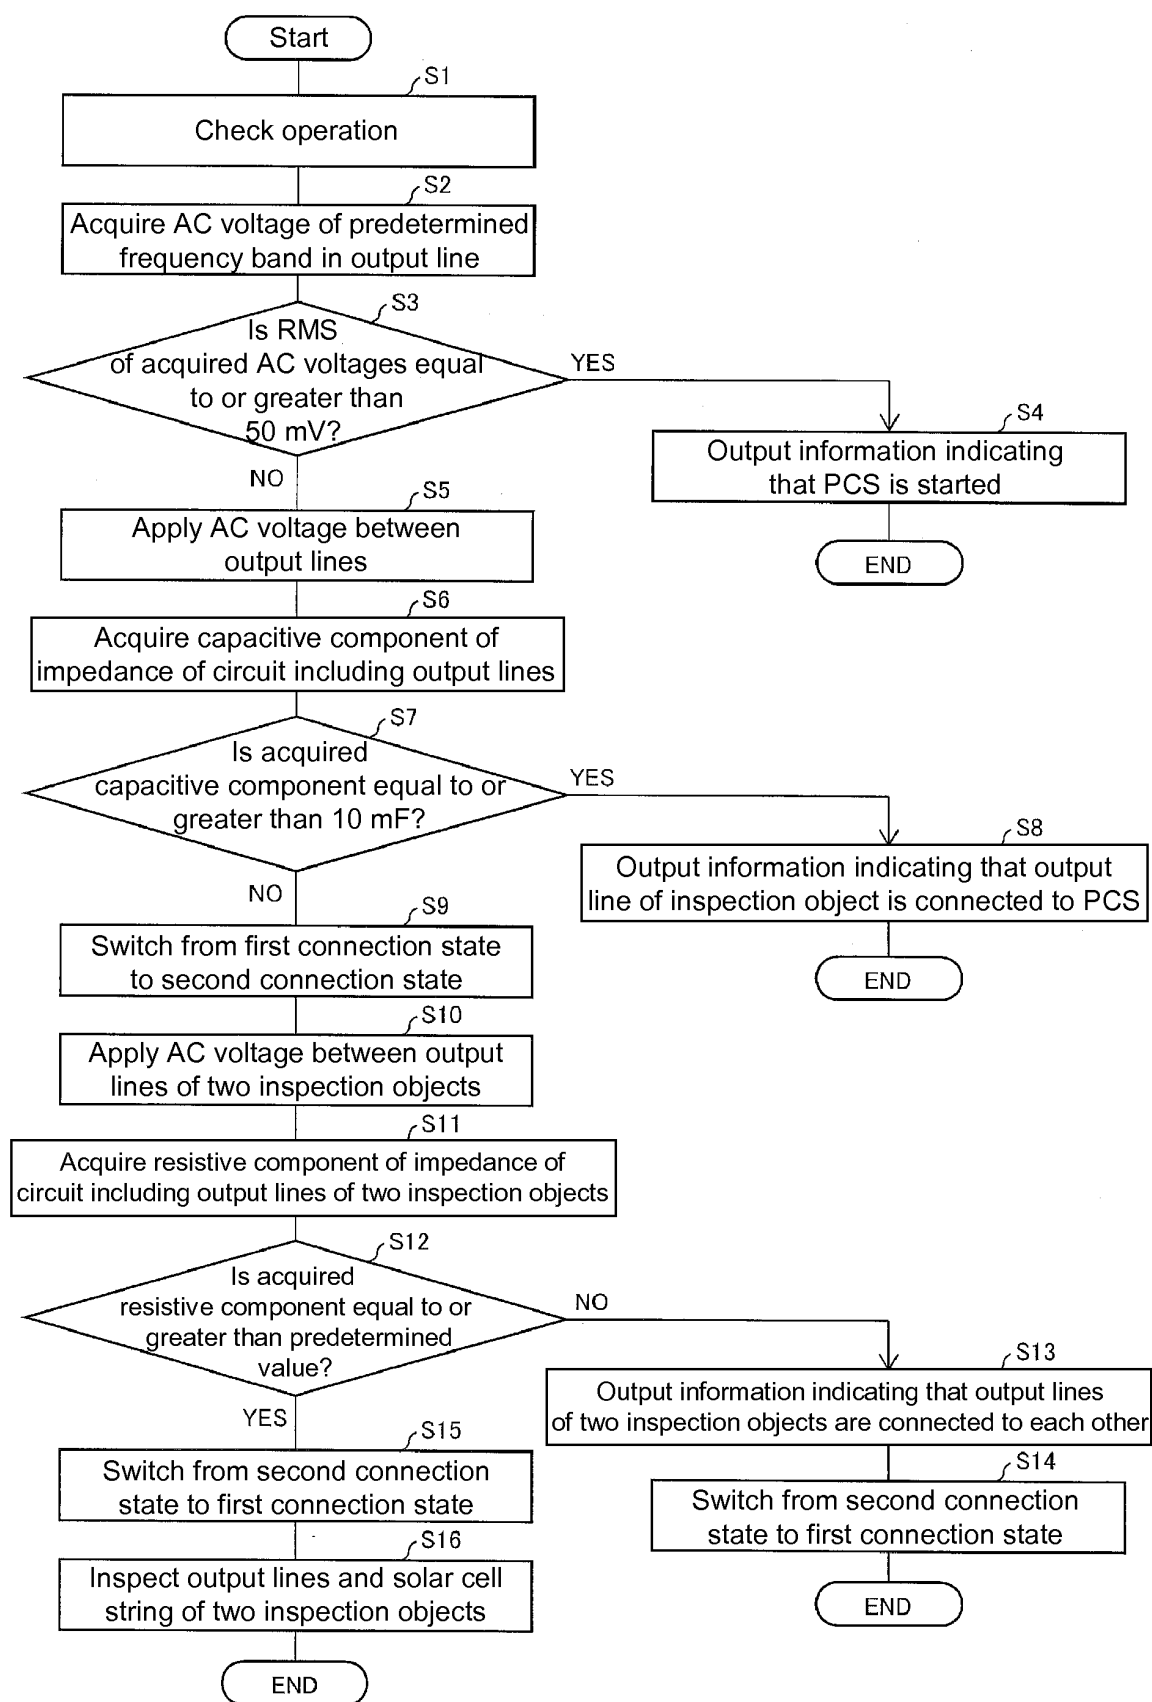 Start
S1
Check operation
S2
Acquire AC voltage of predetermined
frequency band in output line
S3
Is RMS
of acquired AC voltages equal
to or greater than
50 mV?
YES
S4
Output information indicating
that PCS is started
END
NO
S5
Apply AC voltage between
output lines
S6
Acquire capacitive component of
impedance of circuit including output lines
S7
Is acquired
capacitive component equal to or
greater than 10 mF?
YES
S8
Output information indicating that output
line of inspection object is connected to PCS
END
NO
S9
Switch from first connection state
to second connection state
S10
Apply AC voltage between output
lines of two inspection objects
S11
Acquire resistive component of impedance of
circuit including output lines of two inspection objects
S12
Is acquired
resistive component equal to or
greater than predetermined
value?
NO
S13
Output information indicating that output lines
of two inspection objects are connected to each other
S14
Switch from second connection
state to first connection state
END
YES
S15
Switch from second connection
state to first connection state
S16
Inspect output lines and solar cell
string of two inspection objects
END